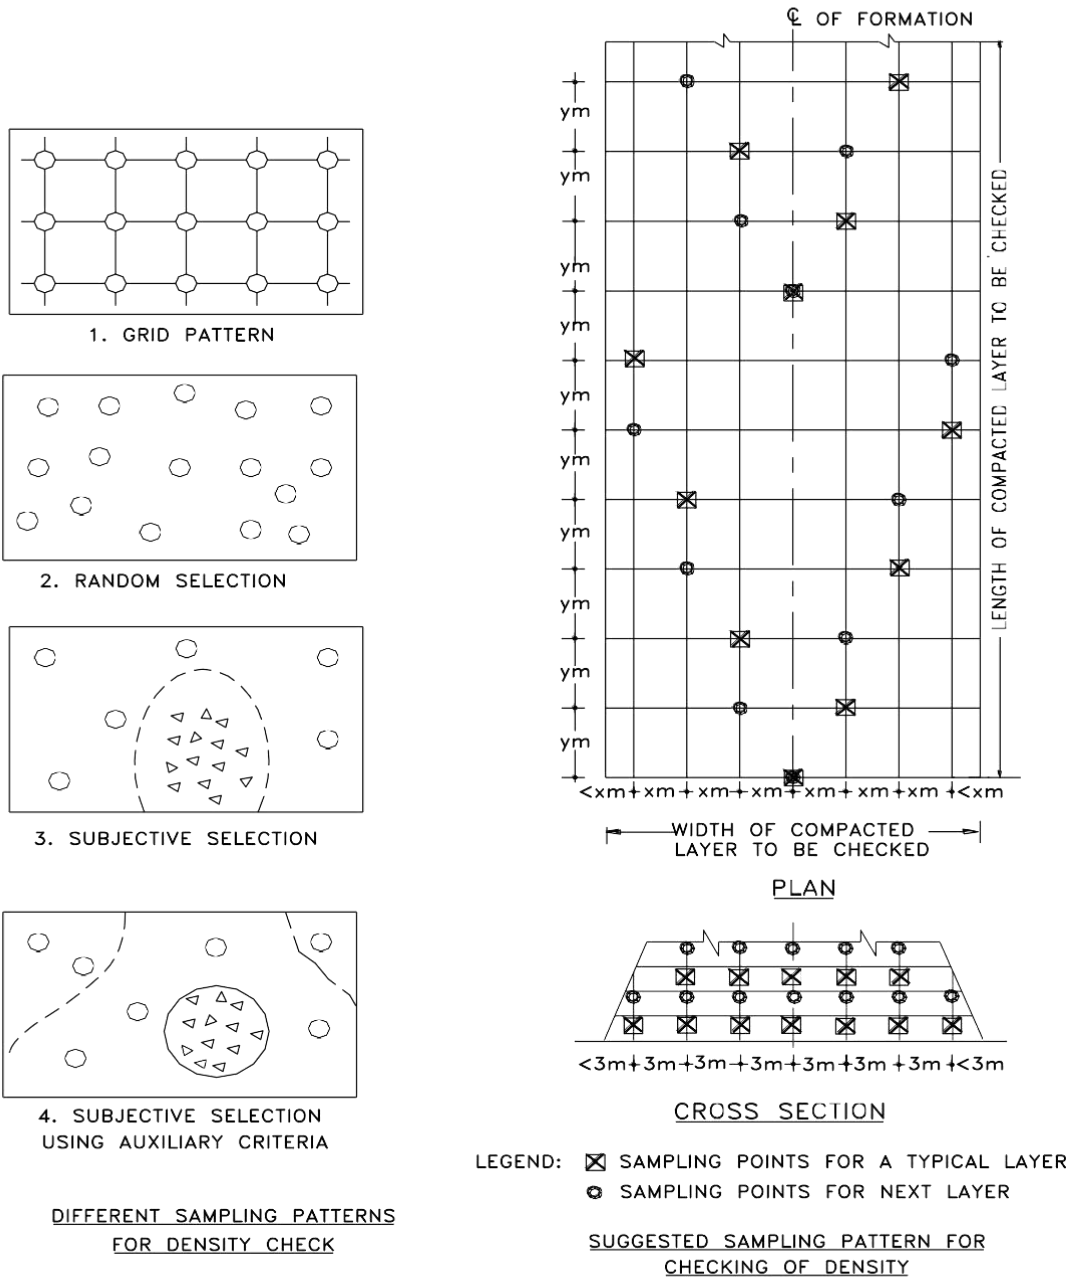 1. GRID PATTERN
2. RANDOM SELECTION
3. SUBJECTIVE SELECTION
4. SUBJECTIVE SELECTION
USING AUXILIARY CRITERIA
DIFFERENT SAMPLING PATTERNS
FOR DENSITY CHECK
℄ OF FORMATION
ym
ym
ym
ym
ym
ym
ym
ym
ym
ym
LENGTH OF COMPACTED LAYER TO BE CHECKED
<xm xm xm xm xm xm xm <xm
WIDTH OF COMPACTED
LAYER TO BE CHECKED
PLAN
<3m 3m 3m 3m 3m 3m 3m <3m
CROSS SECTION
LEGEND: SAMPLING POINTS FOR A TYPICAL LAYER
SAMPLING POINTS FOR NEXT LAYER
SUGGESTED SAMPLING PATTERN FOR
CHECKING OF DENSITY